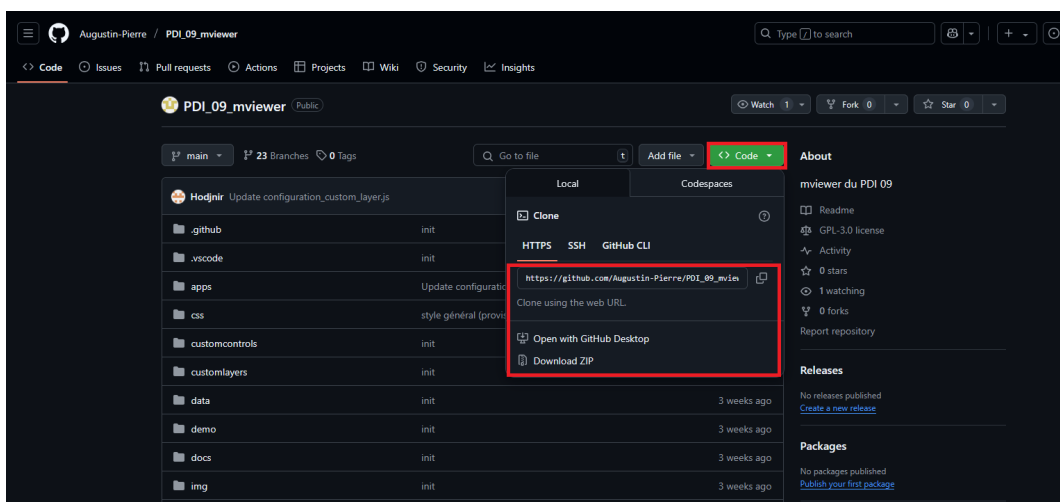 Augustin-Pierre / PDI_09_mviewer
Type / to search
Code Issues Pull requests Actions Projects Wiki Security Insights
PDI_09_mviewer Public
Watch 1 Fork 0 Star 0
main 23 Branches 0 Tags
Go to file t Add file Code
Hodjnir Update configuration_custom_layer.js
.github init
.vscode init
apps Update configuratio
css style général (provis
customcontrols init
customlayers init
data init 3 weeks ago
demo init 3 weeks ago
docs init 3 weeks ago
img init 3 weeks ago
Local Codespaces
Clone
HTTPS SSH GitHub CLI
https://github.com/Augustin-Pierre/PDI_09_mview
Clone using the web URL.
Open with GitHub Desktop
Download ZIP
About
mviewer du PDI 09
Readme
GPL-3.0 license
Activity
0 stars
1 watching
0 forks
Report repository
Releases
No releases published
Create a new release
Packages
No packages published
Publish your first package